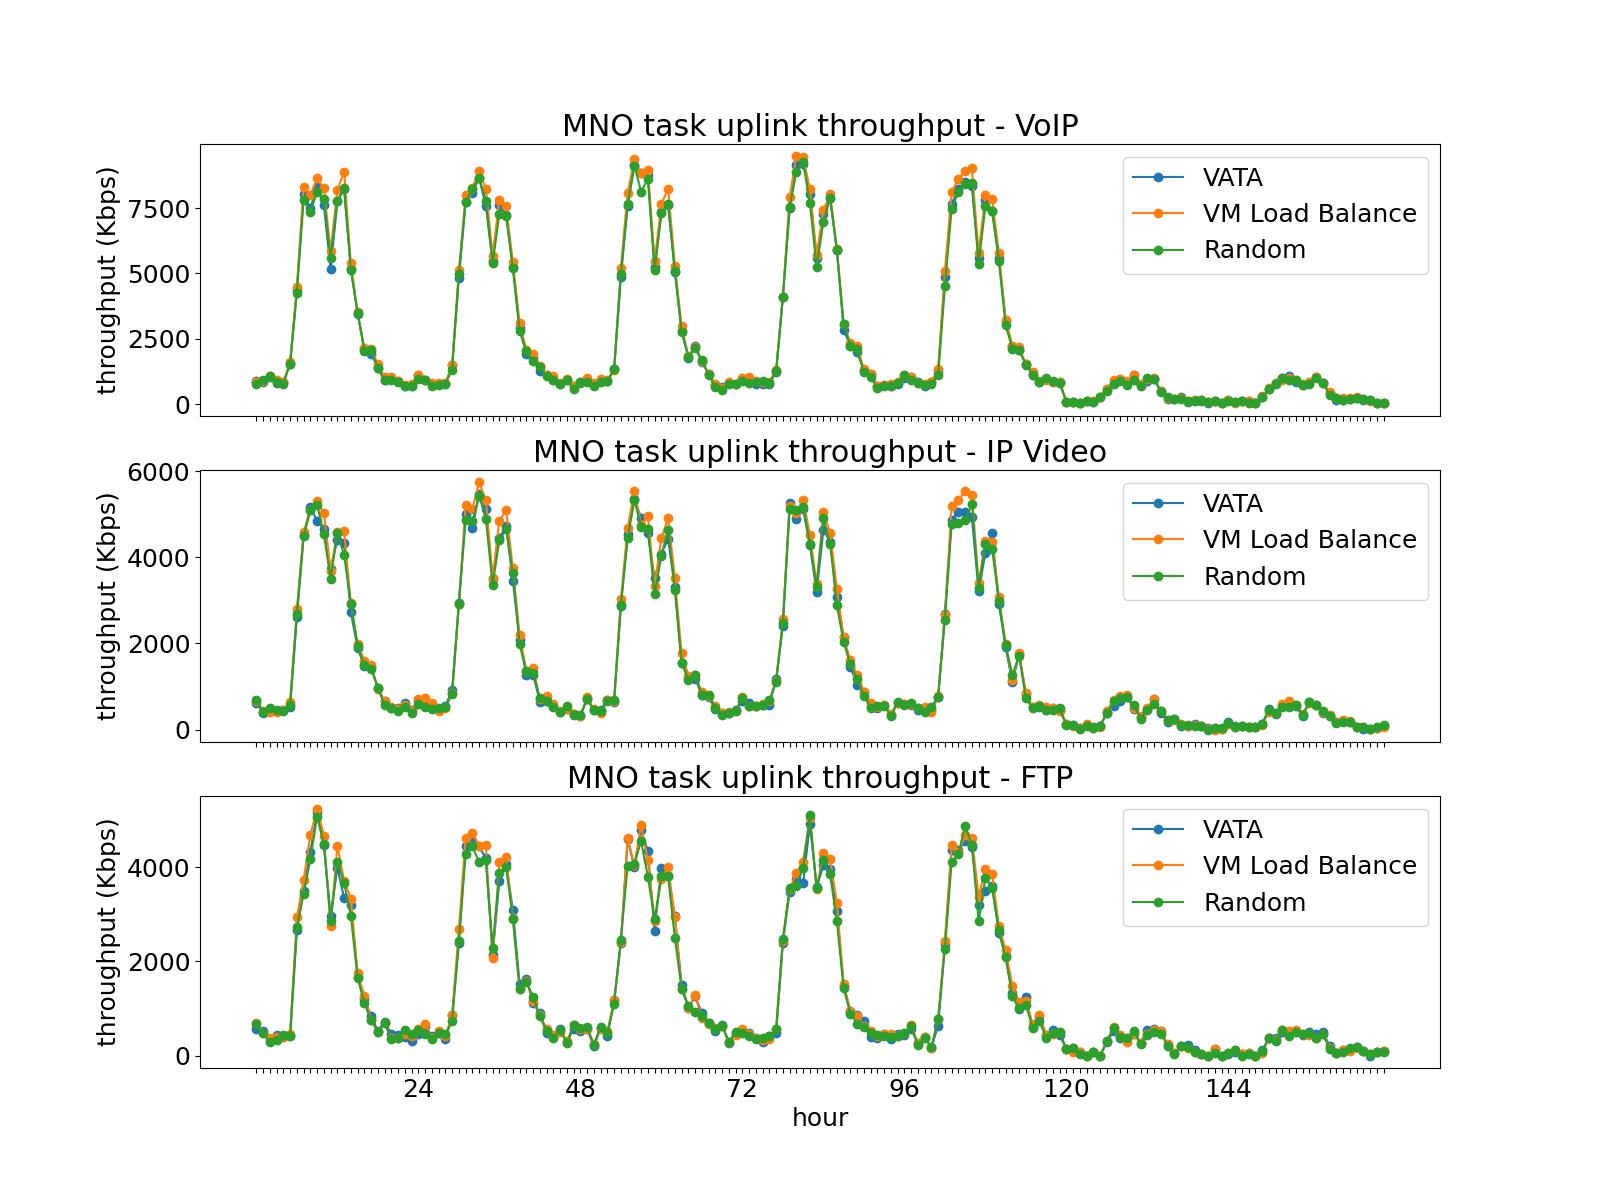 MNO task uplink throughput - VoIP
throughput (Kbps)
7500
5000
2500
0
VATA
VM Load Balance
Random
MNO task uplink throughput - IP Video
throughput (Kbps)
6000
4000
2000
0
VATA
VM Load Balance
Random
MNO task uplink throughput - FTP
throughput (Kbps)
4000
2000
0
VATA
VM Load Balance
Random
24 48 72 96 120 144
hour